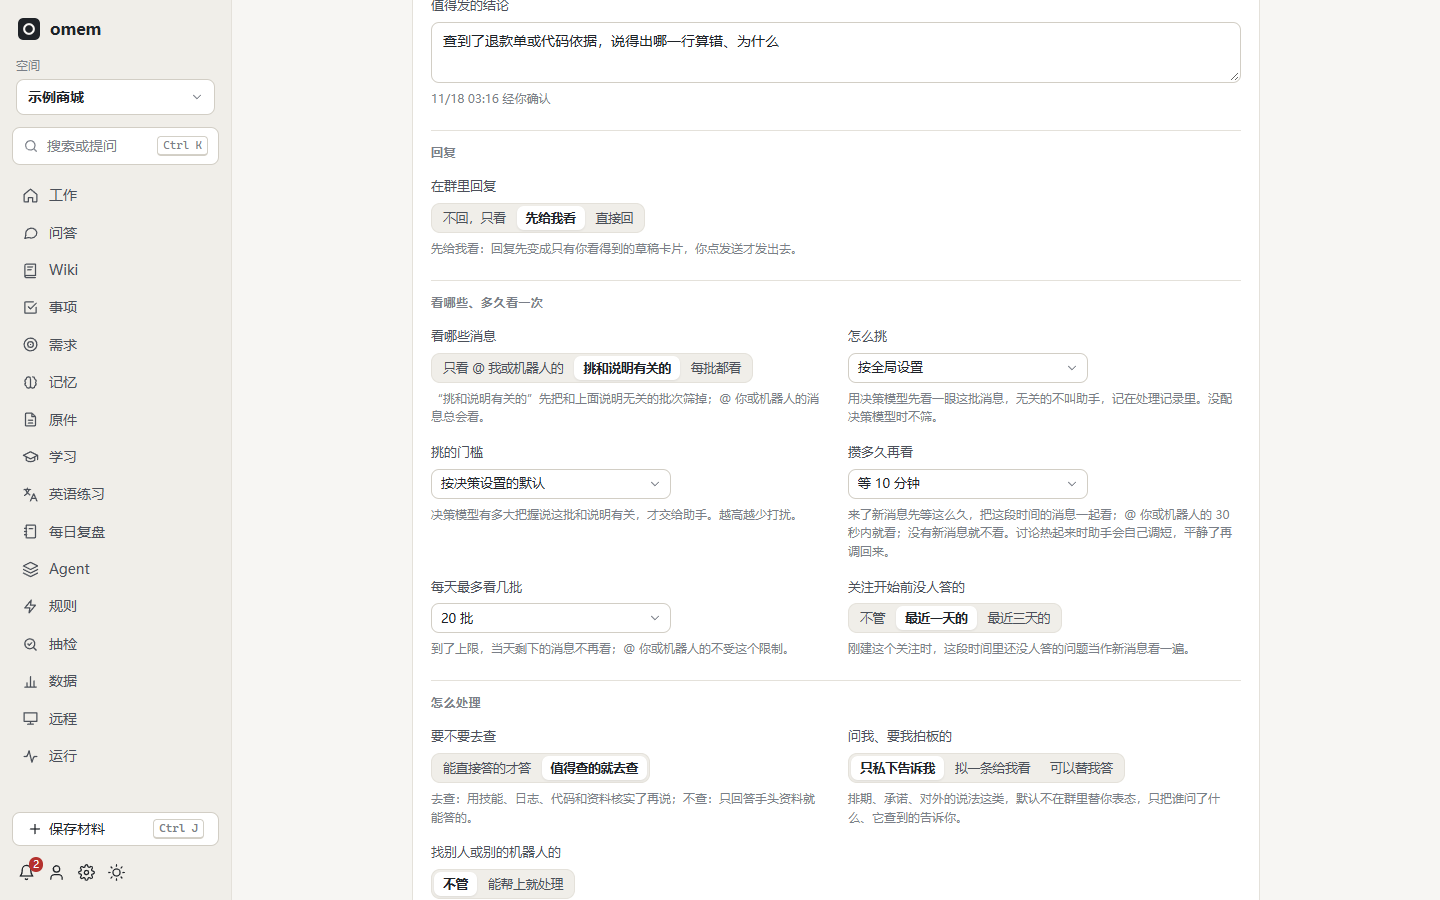 omem
空间
示例商城
搜索或提问 Ctrl K
工作
问答
Wiki
事项
需求
记忆
原件
学习
英语练习
每日复盘
Agent
规则
抽检
数据
远程
运行
保存材料 Ctrl J
2
值得发的结论
查到了退款单或代码依据，说得出哪一行算错、为什么
11/18 03:16 经你确认
回复
在群里回复
不回，只看 先给我看 直接回
先给我看：回复先变成只有你看得到的草稿卡片，你点发送才发出去。
看哪些、多久看一次
看哪些消息
只看 @ 我或机器人的 挑和说明有关的 每批都看
“挑和说明有关的”先把和上面说明无关的批次筛掉；@ 你或机器人的消
息总会看。
怎么挑
按全局设置
用决策模型先看一眼这批消息，无关的不叫助手，记在处理记录里。没配
决策模型时不筛。
挑的门槛
按决策设置的默认
决策模型有多大把握说这批和说明有关，才交给助手。越高越少打扰。
攒多久再看
等 10 分钟
来了新消息先等这么久，把这段时间的消息一起看；@ 你或机器人的 30
秒内就看；没有新消息就不看。讨论热起来时助手会自己调短，平静了再
调回来。
每天最多看几批
20 批
到了上限，当天剩下的消息不再看；@ 你或机器人的不受这个限制。
关注开始前没人答的
不管 最近一天的 最近三天的
刚建这个关注时，这段时间里还没人答的问题当作新消息看一遍。
怎么处理
要不要去查
能直接答的才答 值得查的就去查
去查：用技能、日志、代码和资料核实了再说；不查：只回答手头资料就
能答的。
问我、要我拍板的
只私下告诉我 拟一条给我看 可以替我答
排期、承诺、对外的说法这类，默认不在群里替你表态，只把谁问了什
么、它查到的告诉你。
找别人或别的机器人的
不管 能帮上就处理